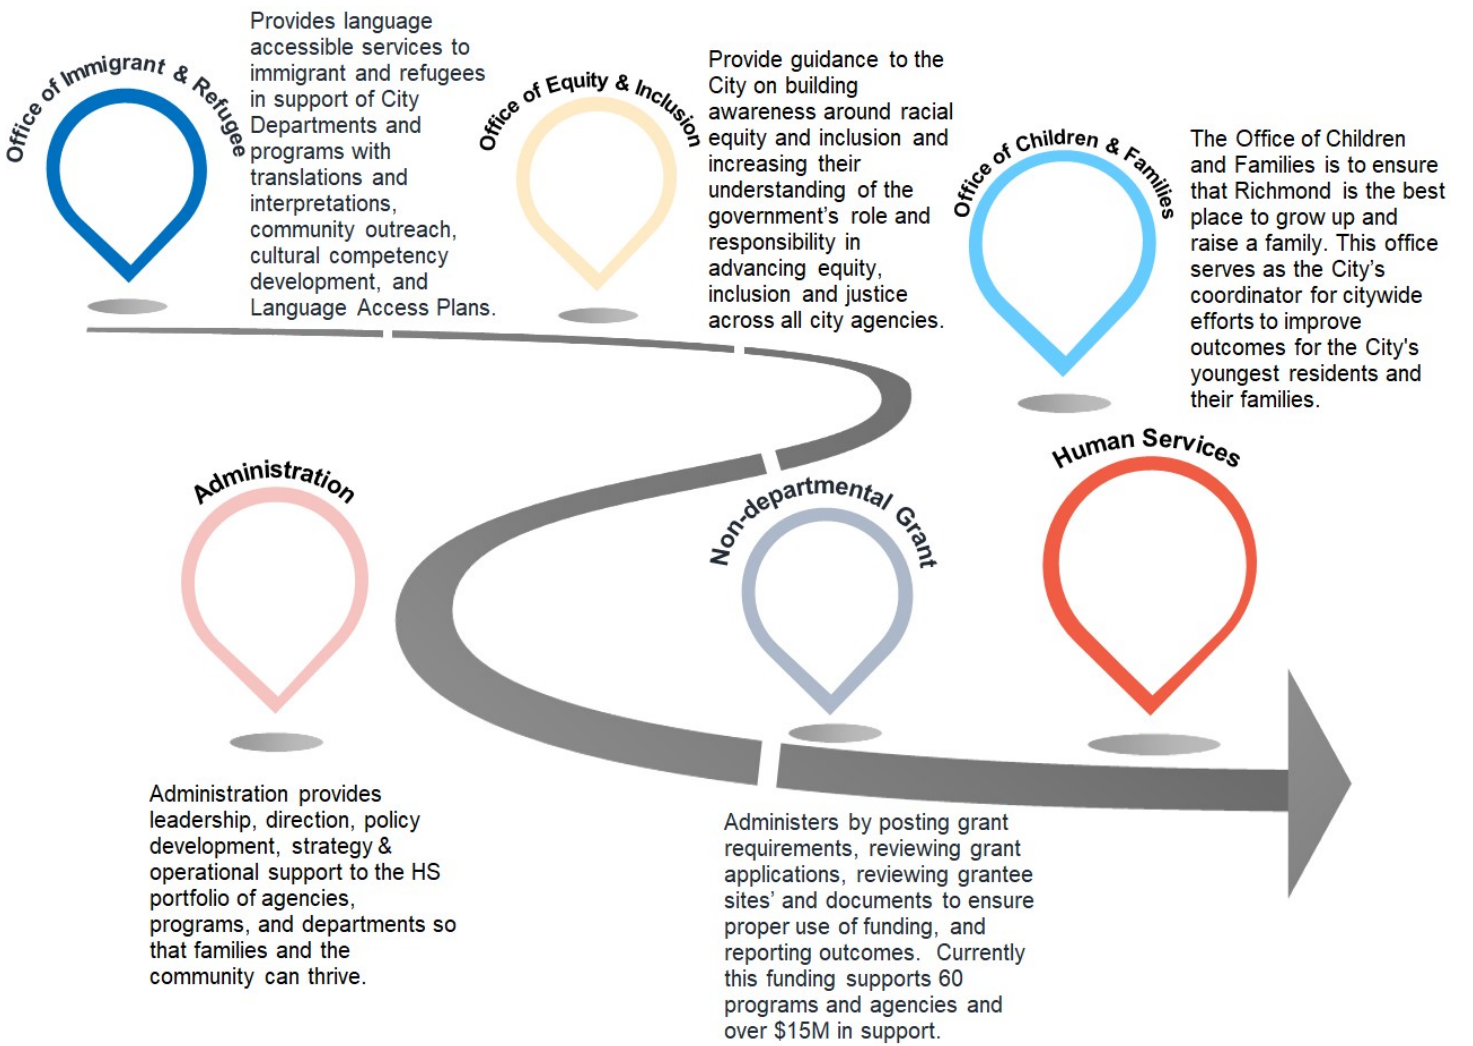 Office of Immigrant & Refugee
Provides language
accessible services to
immigrant and refugees
in support of City
Departments and
programs with
translations and
interpretations,
community outreach,
cultural competency
development, and
Language Access Plans.
Office of Equity & Inclusion
Provide guidance to the
City on building
awareness around racial
equity and inclusion and
increasing their
understanding of the
government's role and
responsibility in
advancing equity,
inclusion and justice
across all city agencies.
Office of Children & Families
The Office of Children
and Families is to ensure
that Richmond is the best
place to grow up and
raise a family. This office
serves as the City's
coordinator for citywide
efforts to improve
outcomes for the City's
youngest residents and
their families.
Administration
Administration provides
leadership, direction, policy
development, strategy &
operational support to the HS
portfolio of agencies,
programs, and departments so
that families and the
community can thrive.
Non-departmental Grant
Administers by posting grant
requirements, reviewing grant
applications, reviewing grantee
sites' and documents to ensure
proper use of funding, and
reporting outcomes. Currently
this funding supports 60
programs and agencies and
over $15M in support.
Human Services